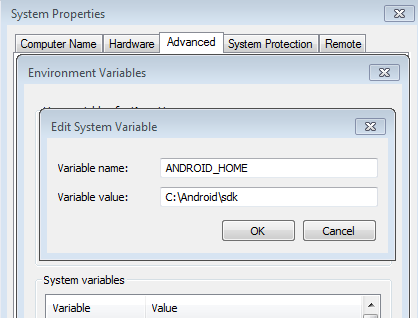 System Properties
Computer Name Hardware Advanced System Protection Remote
Environment Variables
Edit System Variable
Variable name: ANDROID_HOME
Variable value: C:\Android\sdk
OK Cancel
System variables
Variable Value